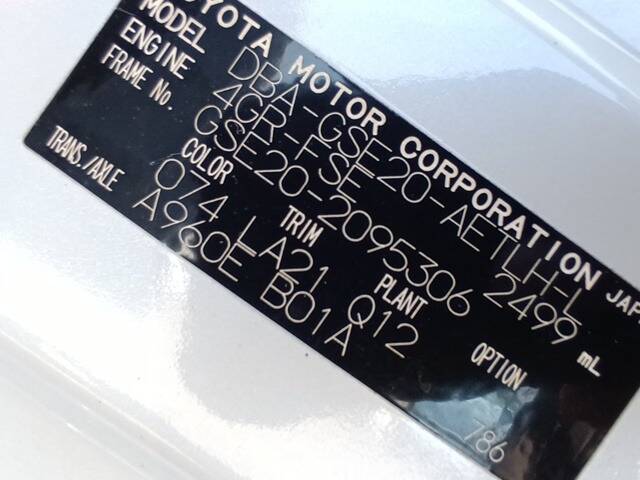 TOYOTA MOTOR CORPORATION JAPAN
MODEL DBA-GSE20-AETLH-L
ENGINE 4GR-FSE 2499 mL
FRAME No. GSE20-2095306
COLOR TRIM PLANT OPTION
074 LA21 Q12
TRANS./AXLE A960E B01A
786